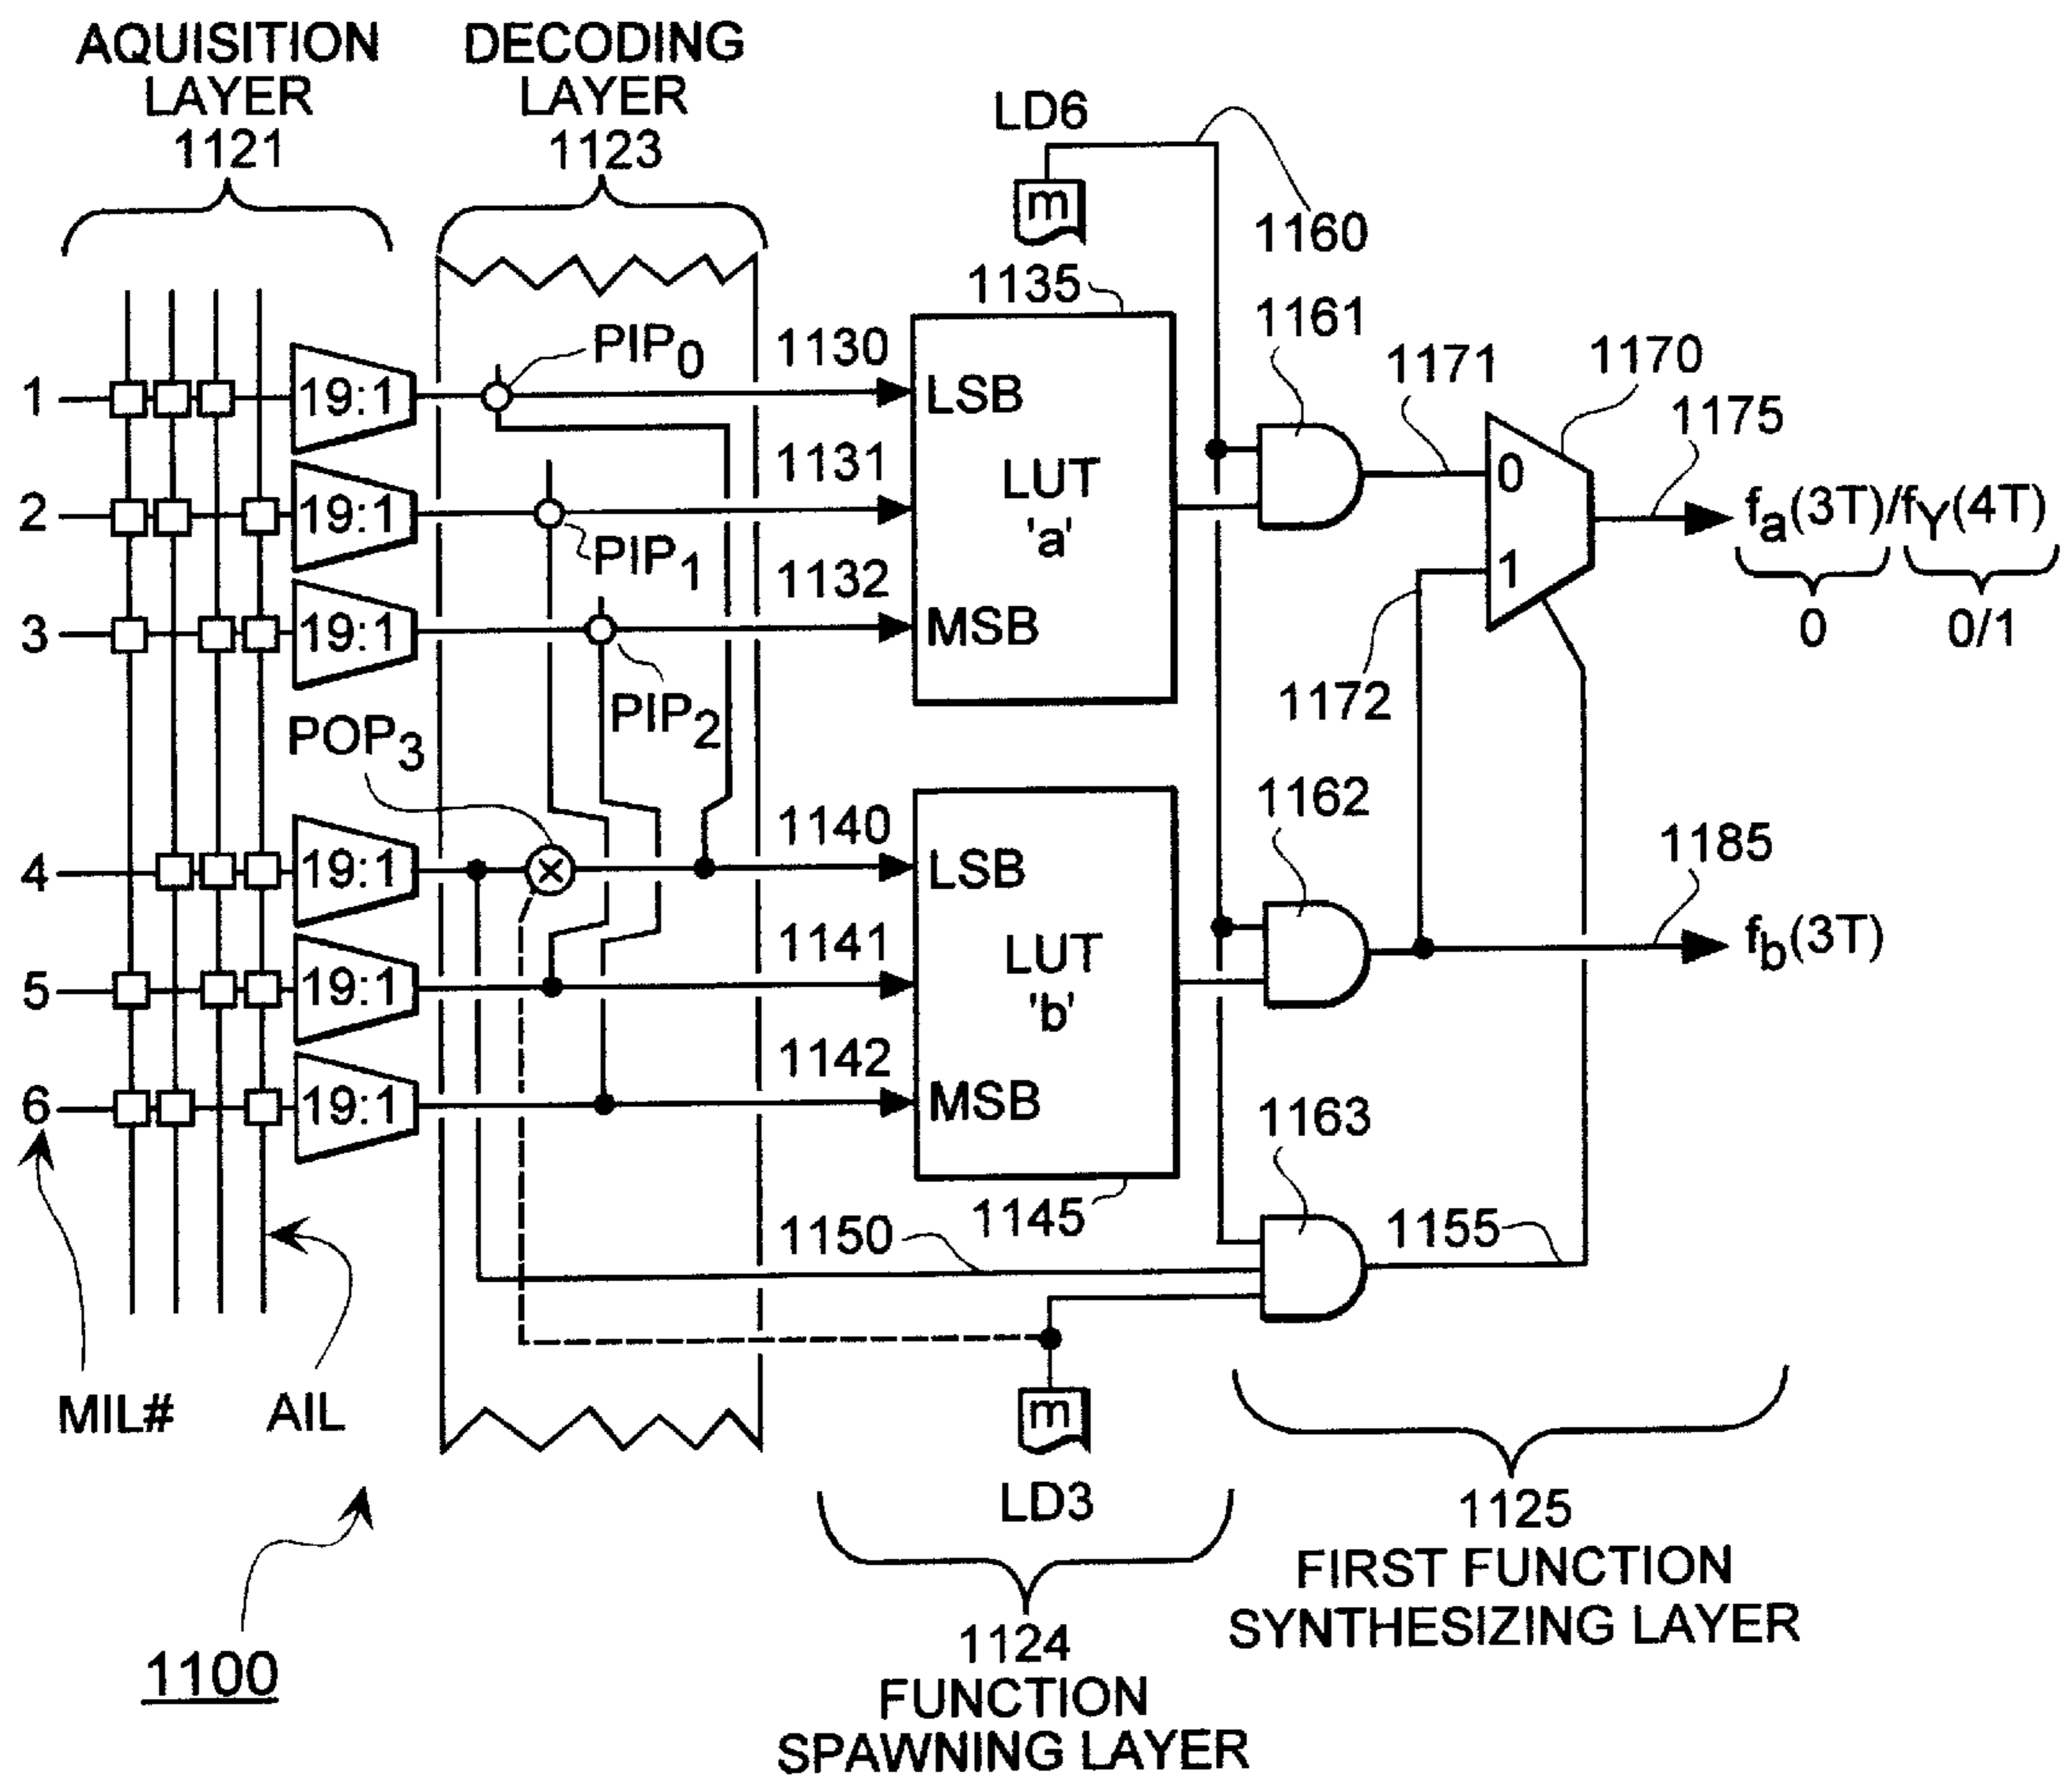 AQUISITION
LAYER
1121
DECODING
LAYER
1123
LD6
m
1160
1135
1161
1171
1170
1175
PIP0
1130
1 19:1
LSB
1131
2 19:1
PIP1
LUT
'a'
1132
3 19:1
MSB
PIP2
0
1
fa(3T)/fY(4T)
0
0/1
1172
POP3
1140
4 19:1
LSB
1162
1141
5 19:1
LUT
'b'
1142
6 19:1
MSB
1185
fb(3T)
1163
1145
1150
1155
MIL#
AIL
m
LD3
1100
1124
FUNCTION
SPAWNING LAYER
1125
FIRST FUNCTION
SYNTHESIZING LAYER